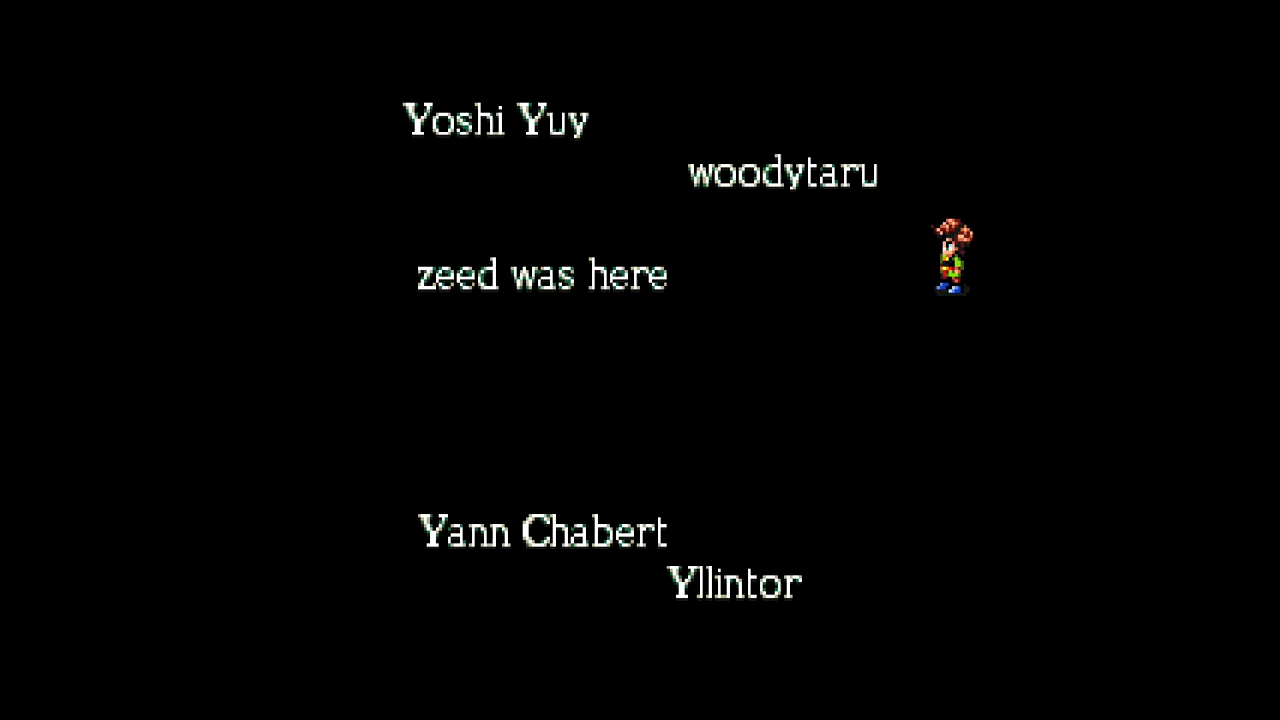 Yoshi Yuy
woodytaru
zeed was here
Yann Chabert
Yllintor